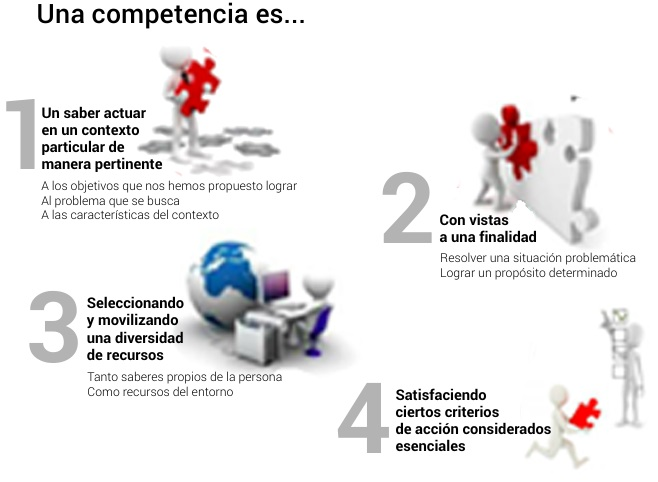 Una competencia es...
1
Un saber actuar
en un contexto
particular de
manera pertinente
A los objetivos que nos hemos propuesto lograr
Al problema que se busca
A las características del contexto
2
Con vistas
a una finalidad
Resolver una situación problemática
Lograr un propósito determinado
3
Seleccionando
y movilizando
una diversidad
de recursos
Tanto saberes propios de la persona
Como recursos del entorno
4
Satisfaciendo
ciertos criterios
de acción considerados
esenciales